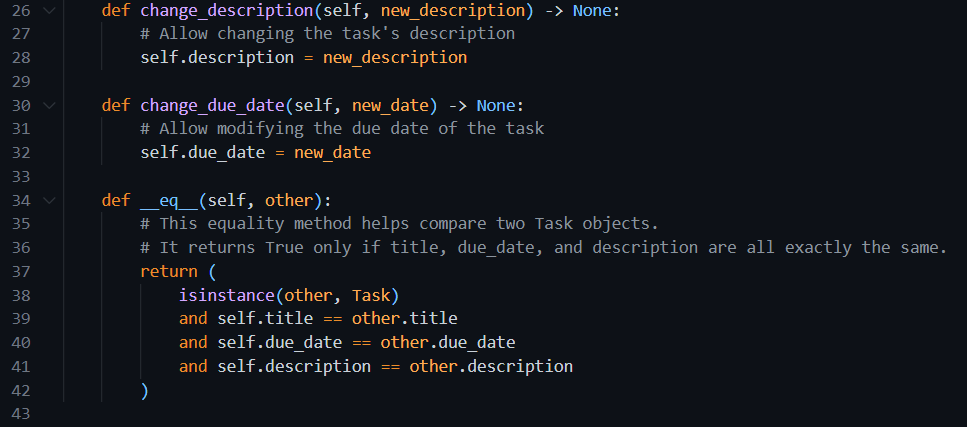 26 def change_description(self, new_description) -> None:
27 # Allow changing the task's description
28 self.description = new_description
29
30 def change_due_date(self, new_date) -> None:
31 # Allow modifying the due date of the task
32 self.due_date = new_date
33
34 def __eq__(self, other):
35 # This equality method helps compare two Task objects.
36 # It returns True only if title, due_date, and description are all exactly the same.
37 return (
38 isinstance(other, Task)
39 and self.title == other.title
40 and self.due_date == other.due_date
41 and self.description == other.description
42 )
43